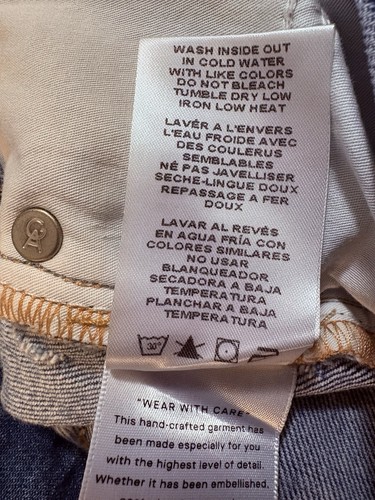 WASH INSIDE OUT
IN COLD WATER
WITH LIKE COLORS
DO NOT BLEACH
TUMBLE DRY LOW
IRON LOW HEAT
LAVÉR A L'ENVERS
L'EAU FROIDE AVEC
DES COULERUS
SEMBLABLES
NÉ PAS JAVELLISER
SECHE-LINGUE DOUX
REPASSAGE A FER
DOUX
LAVAR AL REVÉS
EN AGUA FRÍA CON
COLORES SIMILARES
NO USAR
BLANQUEADOR
SECADORA A BAJA
TEMPERATURA
PLANCHAR A BAJA
TEMPERATURA
30°
"WEAR WITH CARE"
This hand-crafted garment has
been made especially for you
with the highest level of detail.
Whether it has been embellished,